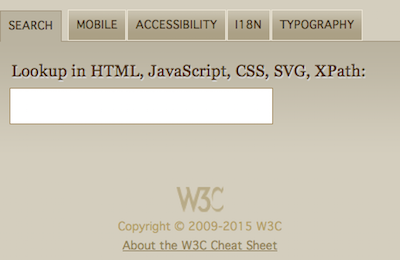 SEARCH MOBILE ACCESSIBILITY I18N TYPOGRAPHY
Lookup in HTML, JavaScript, CSS, SVG, XPath:
W3C
Copyright © 2009-2015 W3C
About the W3C Cheat Sheet